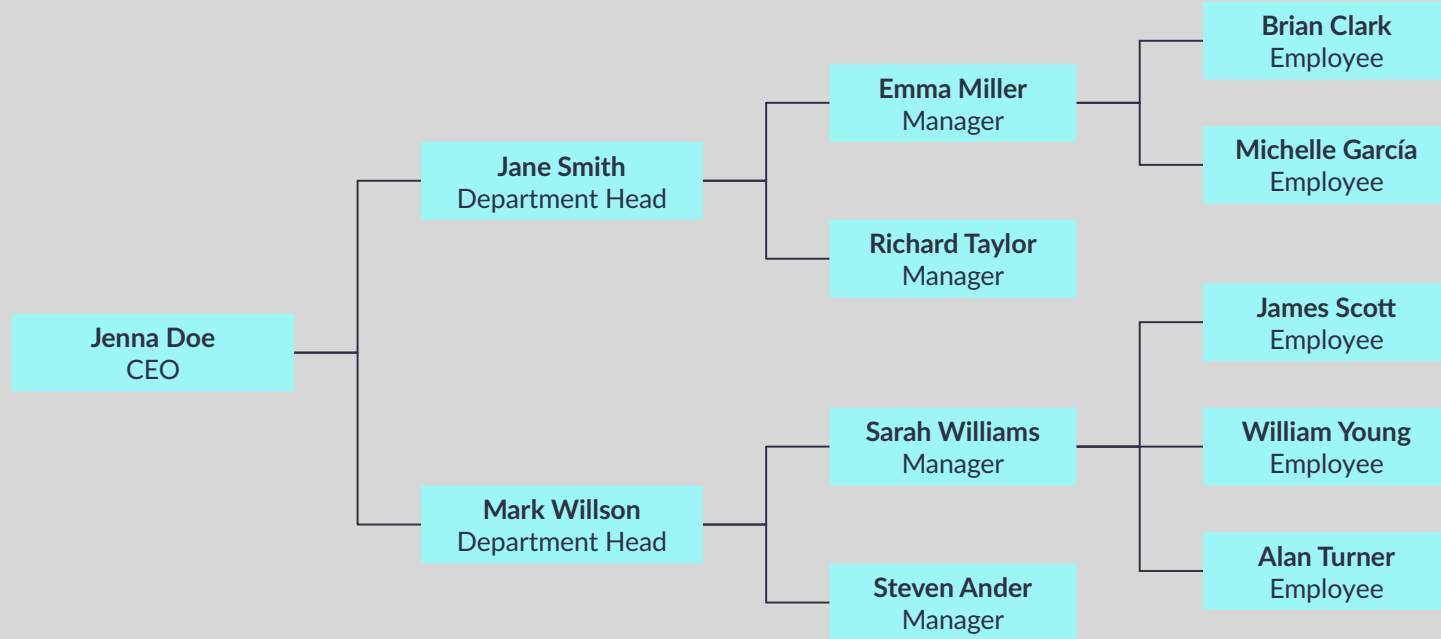 Brian Clark
Employee
Emma Miller
Manager
Michelle García
Employee
Jane Smith
Department Head
Richard Taylor
Manager
James Scott
Employee
Jenna Doe
CEO
Sarah Williams
Manager
William Young
Employee
Mark Willson
Department Head
Alan Turner
Employee
Steven Ander
Manager